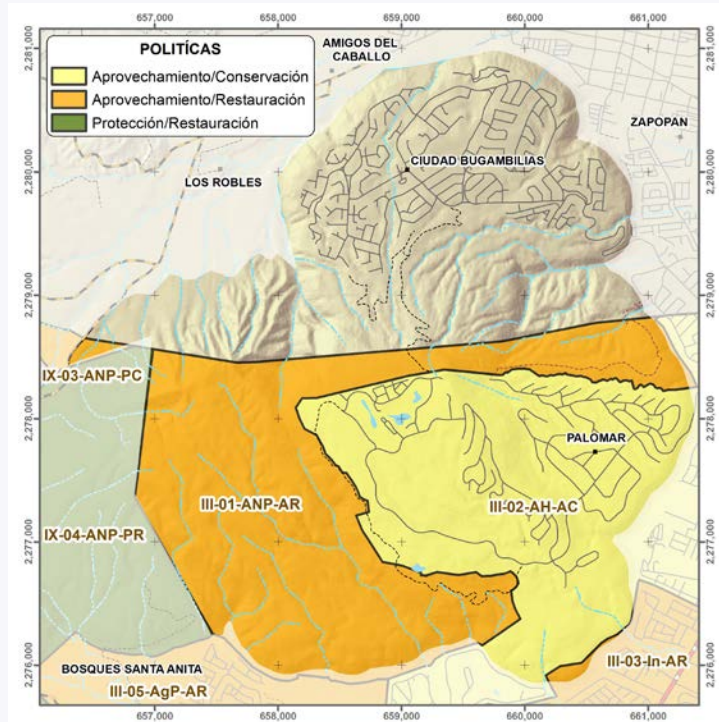 657,000 658,000 659,000 660,000 661,000
2,281,000
2,281,000
POLITÍCAS
Aprovechamiento/Conservación
Aprovechamiento/Restauración
Protección/Restauración
AMIGOS DEL
CABALLO
ZAPOPAN
CIUDAD BUGAMBILIAS
LOS ROBLES
2,280,000
2,280,000
2,279,000
2,279,000
IX-03-ANP-PC
2,278,000
2,278,000
PALOMAR
III-01-ANP-AR
III-02-AH-AC
IX-04-ANP-PR
2,277,000
2,277,000
BOSQUES SANTA ANITA
III-03-In-AR
III-05-AgP-AR
2,276,000
2,276,000
657,000 658,000 659,000 660,000 661,000